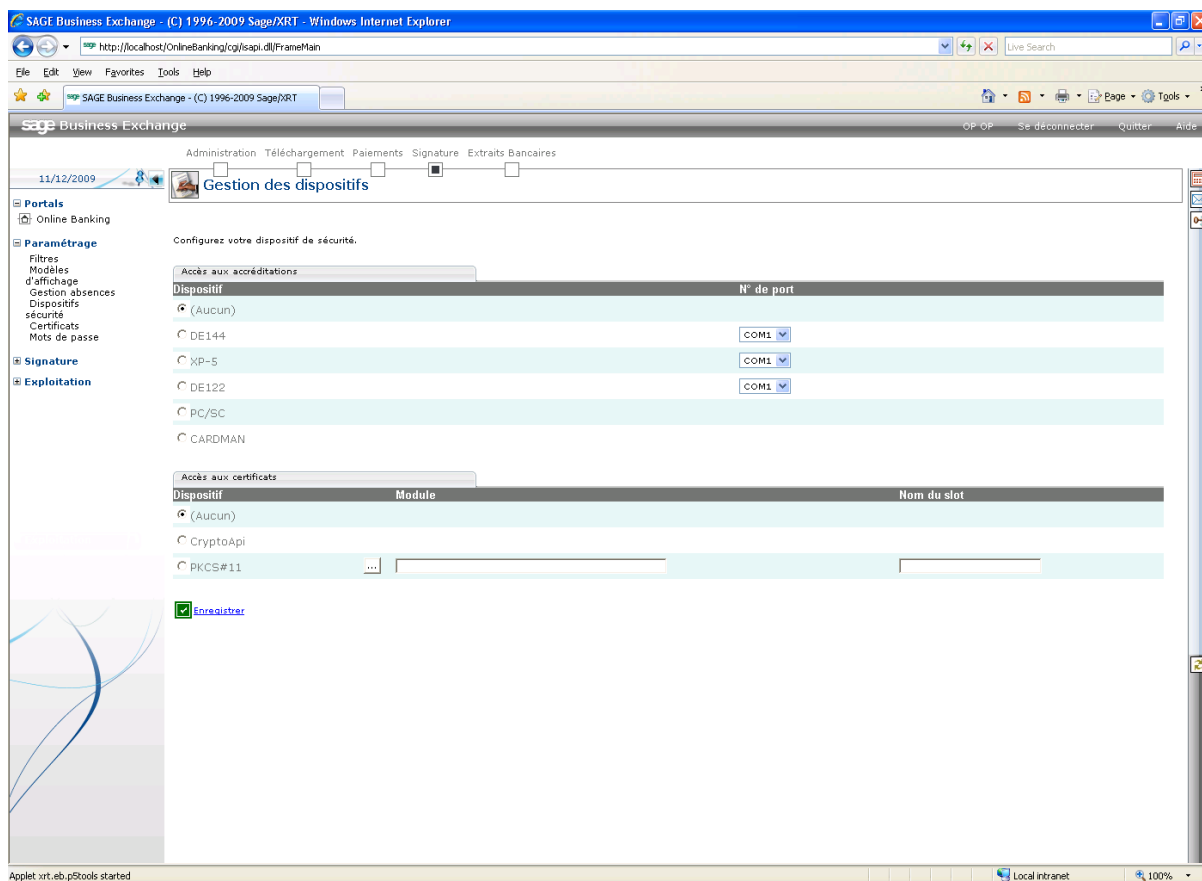 SAGE Business Exchange - (C) 1996-2009 Sage/XRT - Windows Internet Explorer
http://localhost/OnlineBanking/cgi/isapi.dll/FrameMain
Live Search
File Edit View Favorites Tools Help
SAGE Business Exchange - (C) 1996-2009 Sage/XRT
Page Tools
sage Business Exchange
OP OP Se déconnecter Quitter Aide
Administration Téléchargement Paiements Signature Extraits Bancaires
11/12/2009
Gestion des dispositifs
Portals
Online Banking
Paramétrage
Filtres
Modèles
d'affichage
Gestion absences
Dispositifs
sécurité
Certificats
Mots de passe
Signature
Exploitation
Configurez votre dispositif de sécurité.
Accès aux accréditations
Dispositif N° de port
(Aucun)
DE144 COM1
XP-5 COM1
DE122 COM1
PC/SC
CARDMAN
Accès aux certificats
Dispositif Module Nom du slot
(Aucun)
CryptoApi
PKCS#11 ...
Enregistrer
Applet xrt.eb.p5tools started
Local intranet
100%